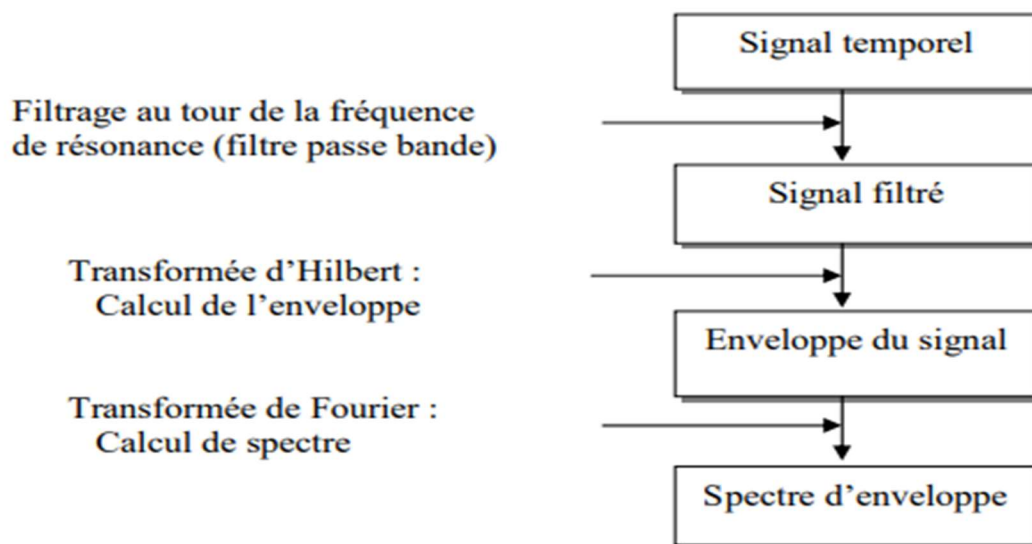 Signal temporel
Filtrage au tour de la fréquence
de résonance (filtre passe bande)
Signal filtré
Transformée d'Hilbert :
Calcul de l'enveloppe
Enveloppe du signal
Transformée de Fourier :
Calcul de spectre
Spectre d'enveloppe